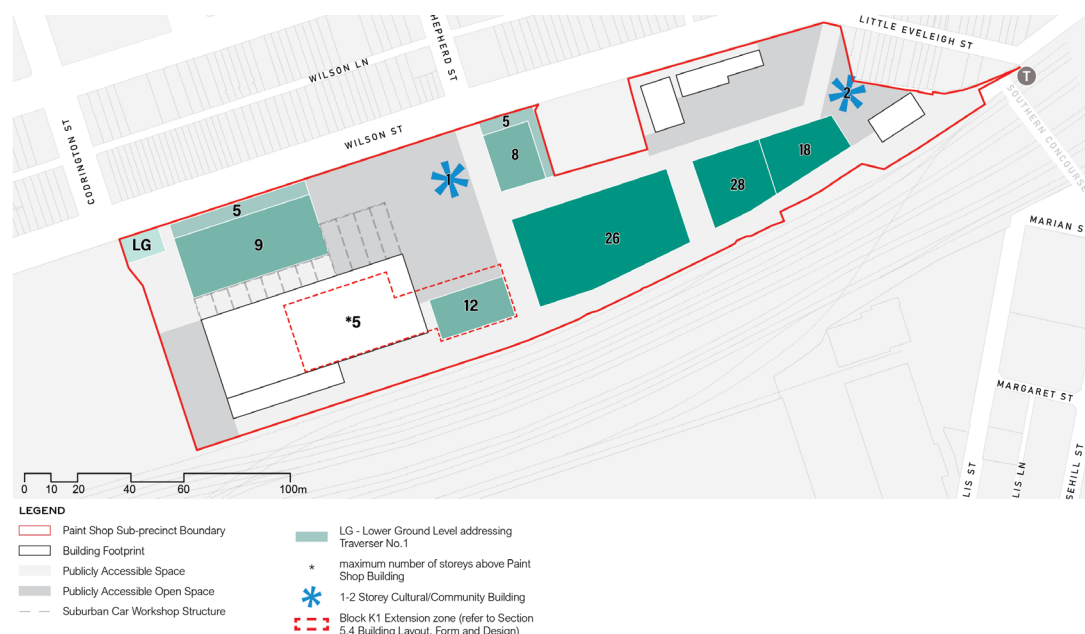 LITTLE EVELEIGH ST
SHEPHERD ST
WILSON LN
T
SOUTHERN CONCOURSE
2
5
WILSON ST
8
18
CODRINGTON ST
1
28
5
26
MARIAN S
LG
9
12
*5
MARGARET ST
LIS ST
LIS LN
SEHILL ST
0 10 20 40 60 100m
LEGEND
Paint Shop Sub-precinct Boundary
Building Footprint
Publicly Accessible Space
Publicly Accessible Open Space
Suburban Car Workshop Structure
LG - Lower Ground Level addressing
Traverser No.1
* maximum number of storeys above Paint
Shop Building
1-2 Storey Cultural/Community Building
Block K1 Extension zone (refer to Section
5.4 Building Layout, Form and Design)